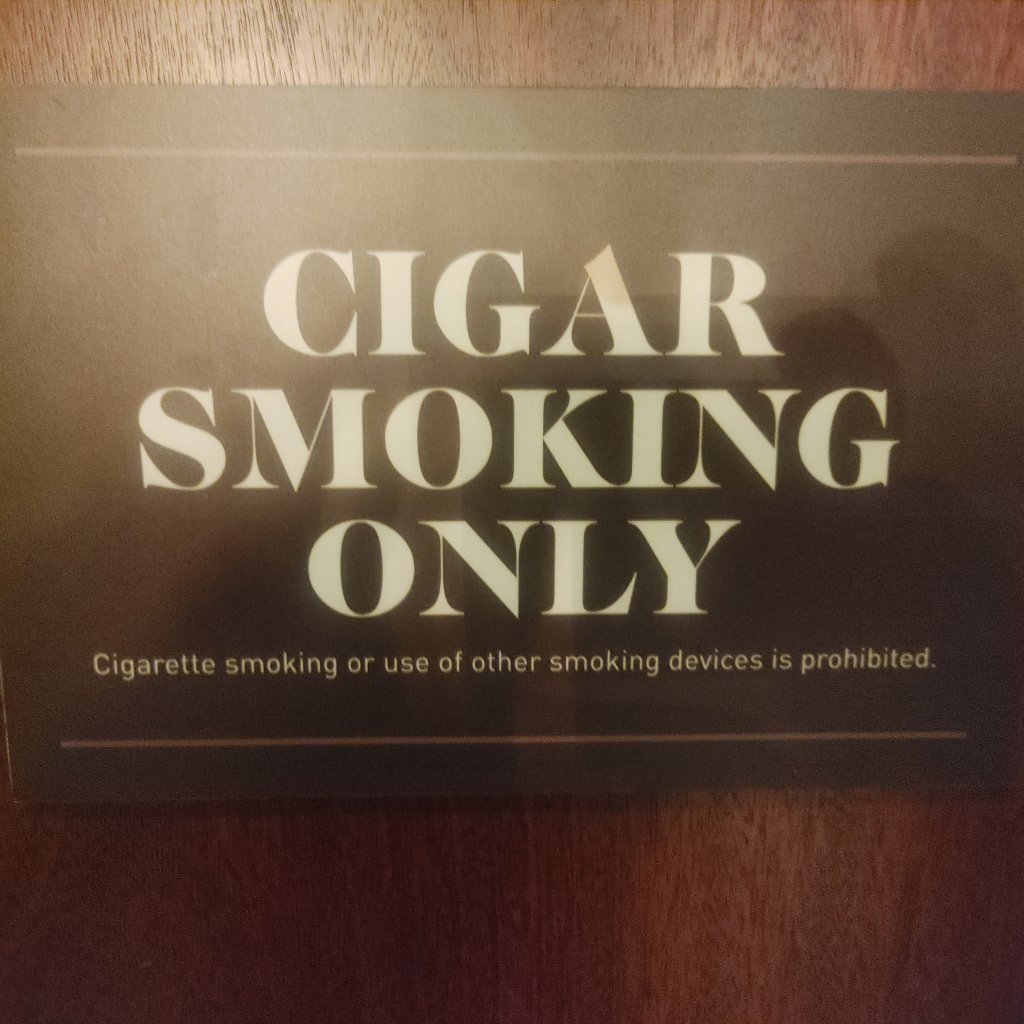 CIGAR
SMOKING
ONLY
Cigarette smoking or use of other smoking devices is prohibited.